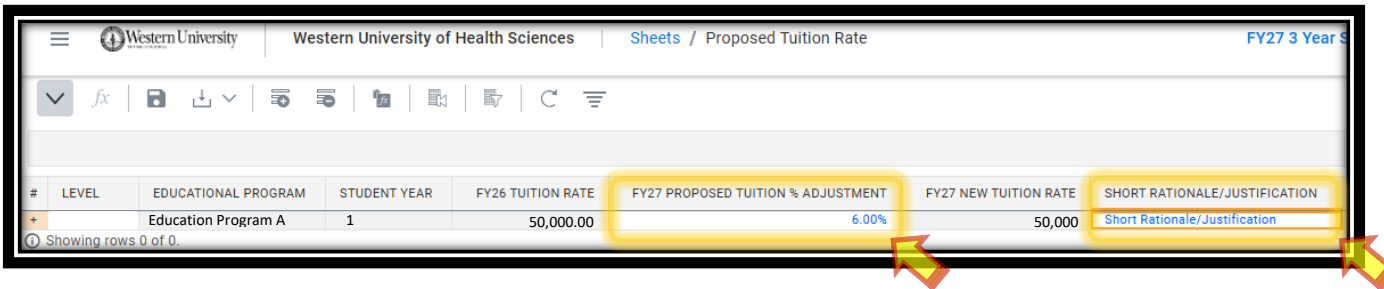 Western University Western University of Health Sciences Sheets / Proposed Tuition Rate FY27 3 Year S
fx
# LEVEL EDUCATIONAL PROGRAM STUDENT YEAR FY26 TUITION RATE FY27 PROPOSED TUITION % ADJUSTMENT FY27 NEW TUITION RATE SHORT RATIONALE/JUSTIFICATION
+ Education Program A 1 50,000.00 6.00% 50,000 Short Rationale/Justification
Showing rows 0 of 0.